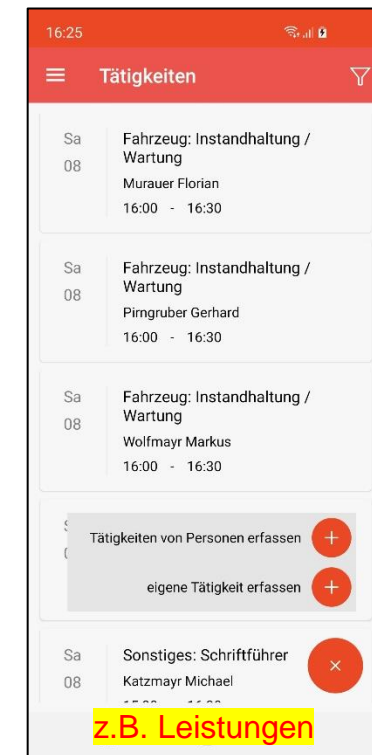 16:25
Tätigkeiten
Sa
08
Fahrzeug: Instandhaltung /
Wartung
Murauer Florian
16:00 - 16:30
Sa
08
Fahrzeug: Instandhaltung /
Wartung
Pirngruber Gerhard
16:00 - 16:30
Sa
08
Fahrzeug: Instandhaltung /
Wartung
Wolfmayr Markus
16:00 - 16:30
Tätigkeiten von Personen erfassen
eigene Tätigkeit erfassen
Sa
08
Sonstiges: Schriftführer
Katzmayr Michael
z.B. Leistungen